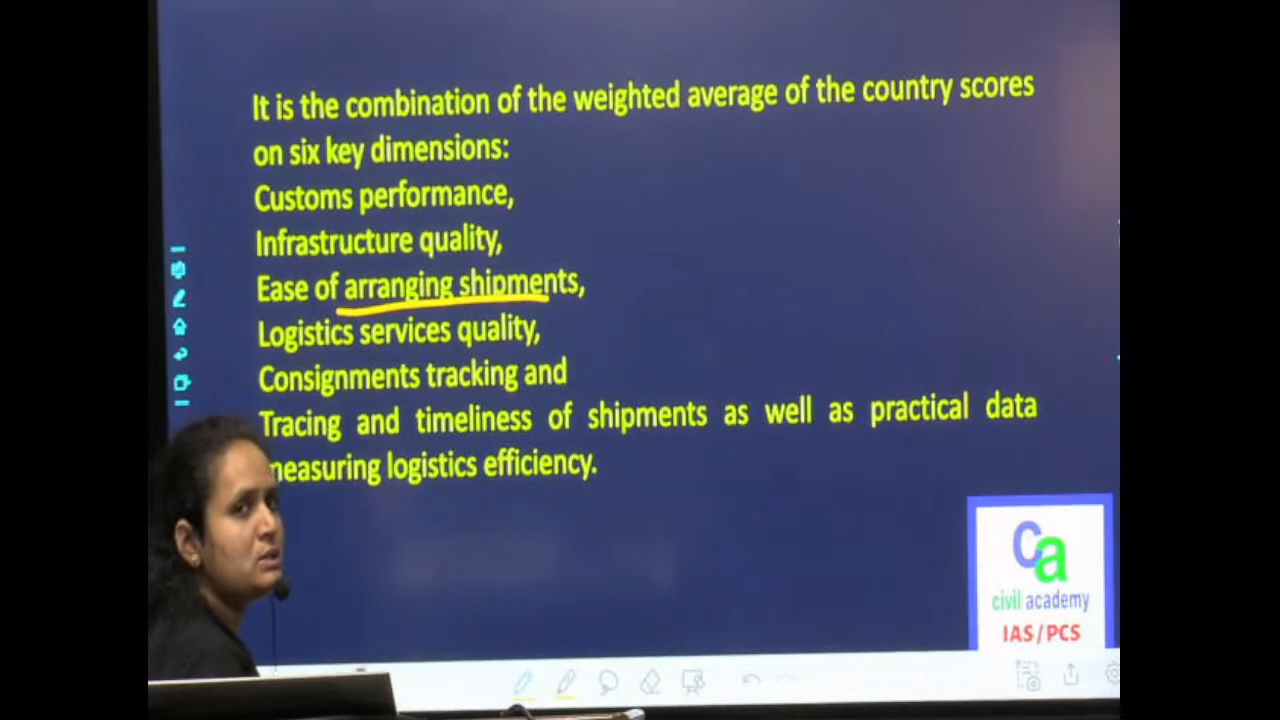 It is the combination of the weighted average of the country scores
on six key dimensions:
Customs performance,
Infrastructure quality,
Ease of arranging shipments,
Logistics services quality,
Consignments tracking and
Tracing and timeliness of shipments as well as practical data
measuring logistics efficiency.
ca
civil academy
IAS/PCS